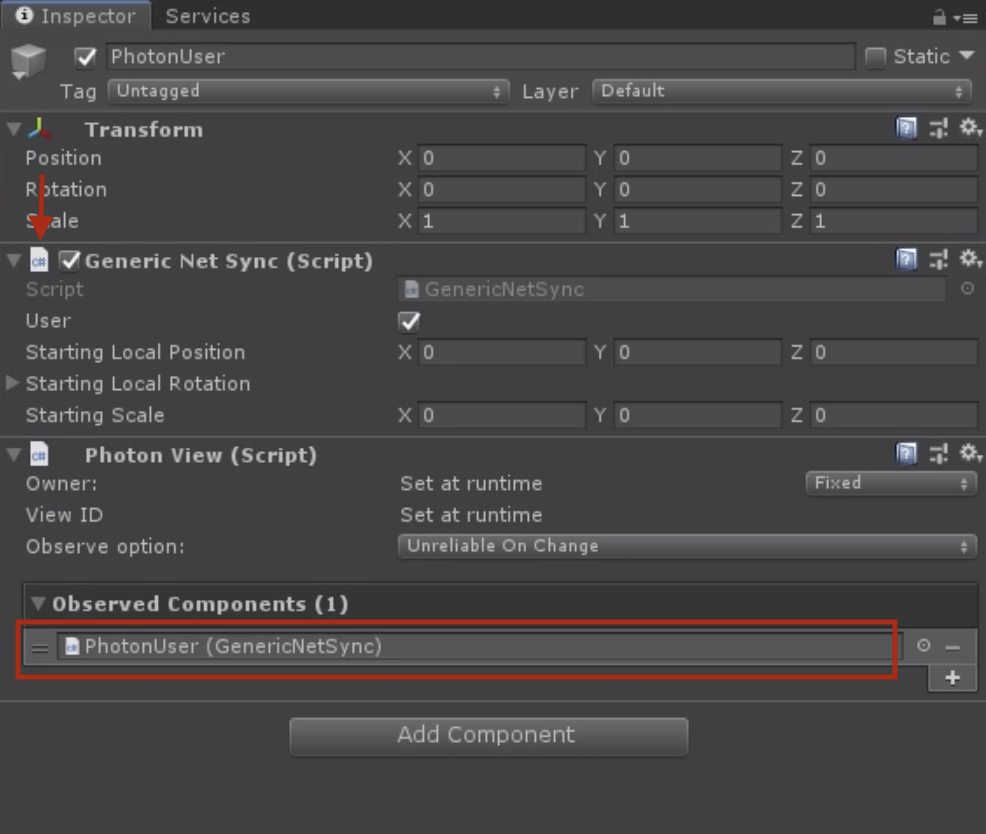 Inspector Services
PhotonUser Static
Tag Untagged Layer Default
Transform
Position X 0 Y 0 Z 0
Rotation X 0 Y 0 Z 0
Scale X 1 Y 1 Z 1
c# Generic Net Sync (Script)
Script GenericNetSync
User
Starting Local Position X 0 Y 0 Z 0
Starting Local Rotation
Starting Scale X 0 Y 0 Z 0
c# Photon View (Script)
Owner: Set at runtime Fixed
View ID Set at runtime
Observe option: Unreliable On Change
Observed Components (1)
PhotonUser (GenericNetSync)
Add Component